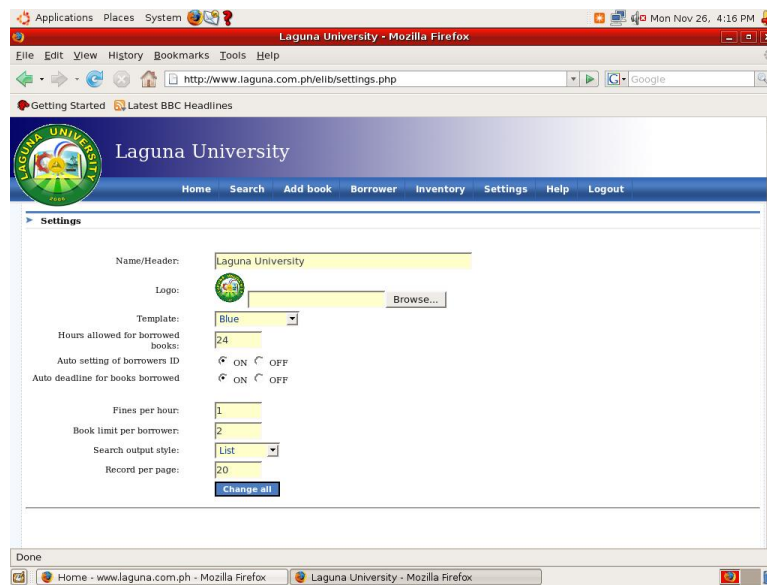 Applications Places System Mon Nov 26, 4:16 PM
Laguna University - Mozilla Firefox
File Edit View History Bookmarks Tools Help
http://www.laguna.com.ph/elib/settings.php Google
Getting Started Latest BBC Headlines
LAGUNA UNIVERSITY 2006
Laguna University
Home Search Add book Borrower Inventory Settings Help Logout
Settings
Name/Header: Laguna University
Logo: Browse...
Template: Blue
Hours allowed for borrowed
books: 24
Auto setting of borrowers ID ON OFF
Auto deadline for books borrowed ON OFF
Fines per hour: 1
Book limit per borrower: 2
Search output style: List
Record per page: 20
Change all
Done
Home - www.laguna.com.ph - Mozilla Firefox Laguna University - Mozilla Firefox